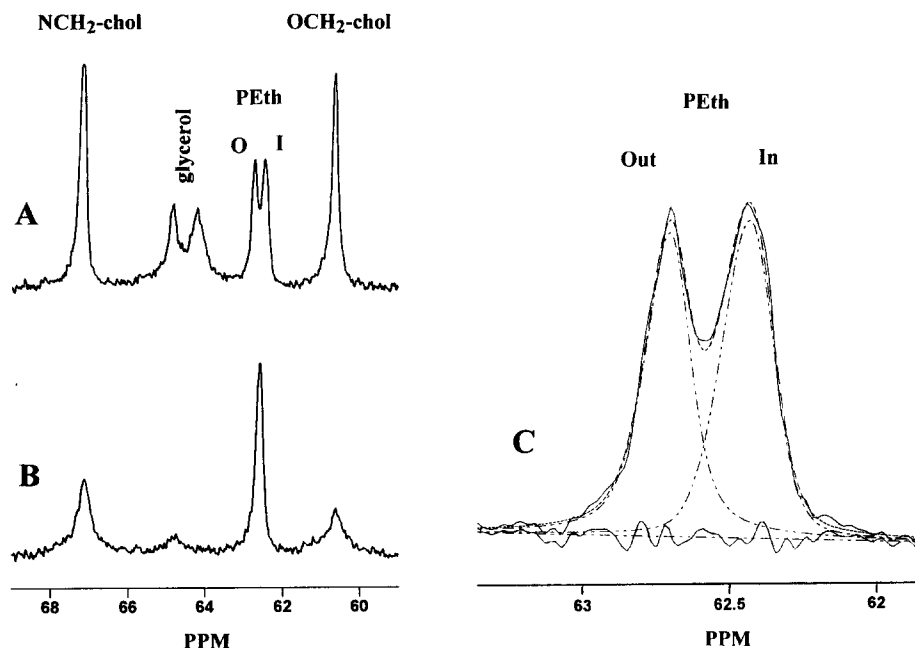 NCH₂-chol
OCH₂-chol
PEth
glycerol
O I
A
B
68 66 64 62 60
PPM
PEth
Out In
C
63 62.5 62
PPM